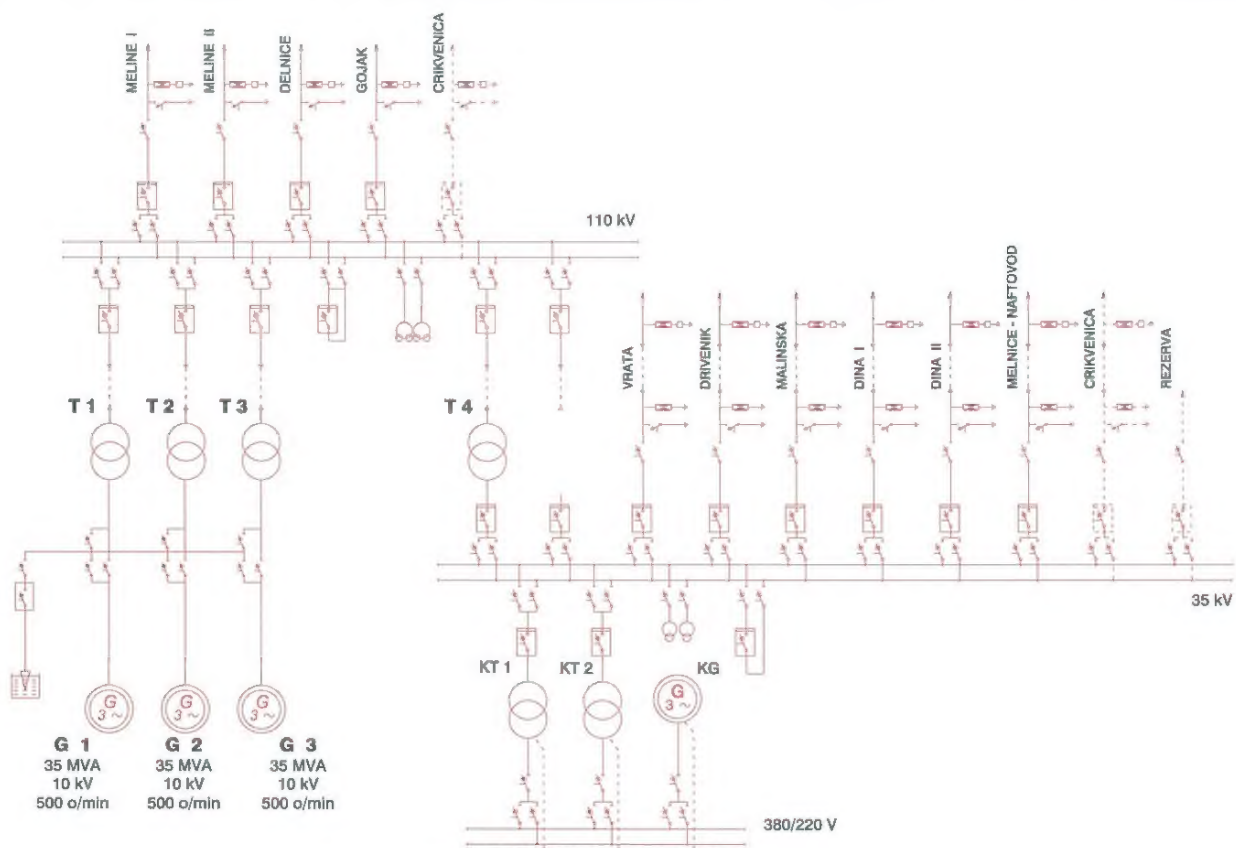 MELINE I
MELINE II
DELNICE
GOJAK
CRIKVENICA
110 kV
VRATA
DRIVENIK
MALINSKA
DINA I
DINA II
MELNICE - NAFTOVOD
CRIKVENICA
REZERVA
T 1
T 2
T 3
T 4
35 kV
KT 1
KT 2
KG
G
3 ~
G
3 ~
G
3 ~
G
3 ~
G 1
35 MVA
10 kV
500 o/min
G 2
35 MVA
10 kV
500 o/min
G 3
35 MVA
10 kV
500 o/min
380/220 V